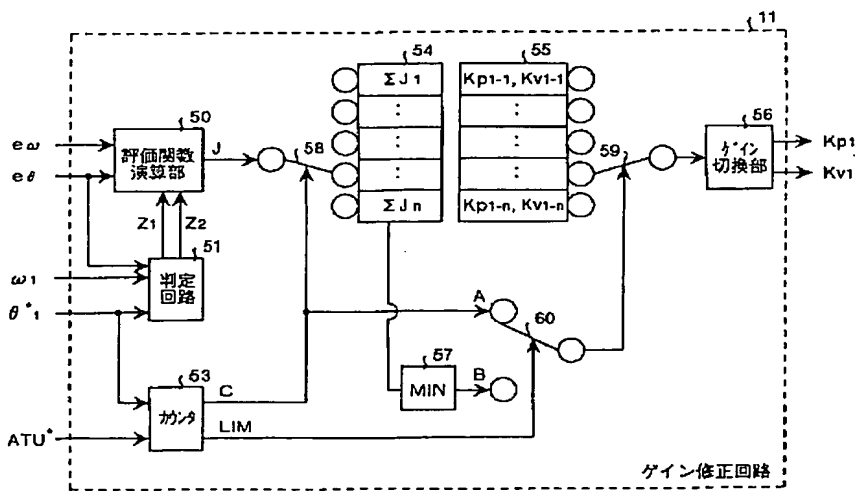 11
54
55
ΣJ1
Kp1-1, Kv1-1
:
:
:
:
:
:
ΣJn
Kp1-n, Kv1-n
50
評価関数
演算部
J
58
59
56
ゲイン
切換部
Kp1
Kv1
eω
eθ
Z1
Z2
51
判定
回路
ω1
θ*1
A
60
57
MIN
B
53
カウンタ
C
LIM
ATU*
ゲイン修正回路